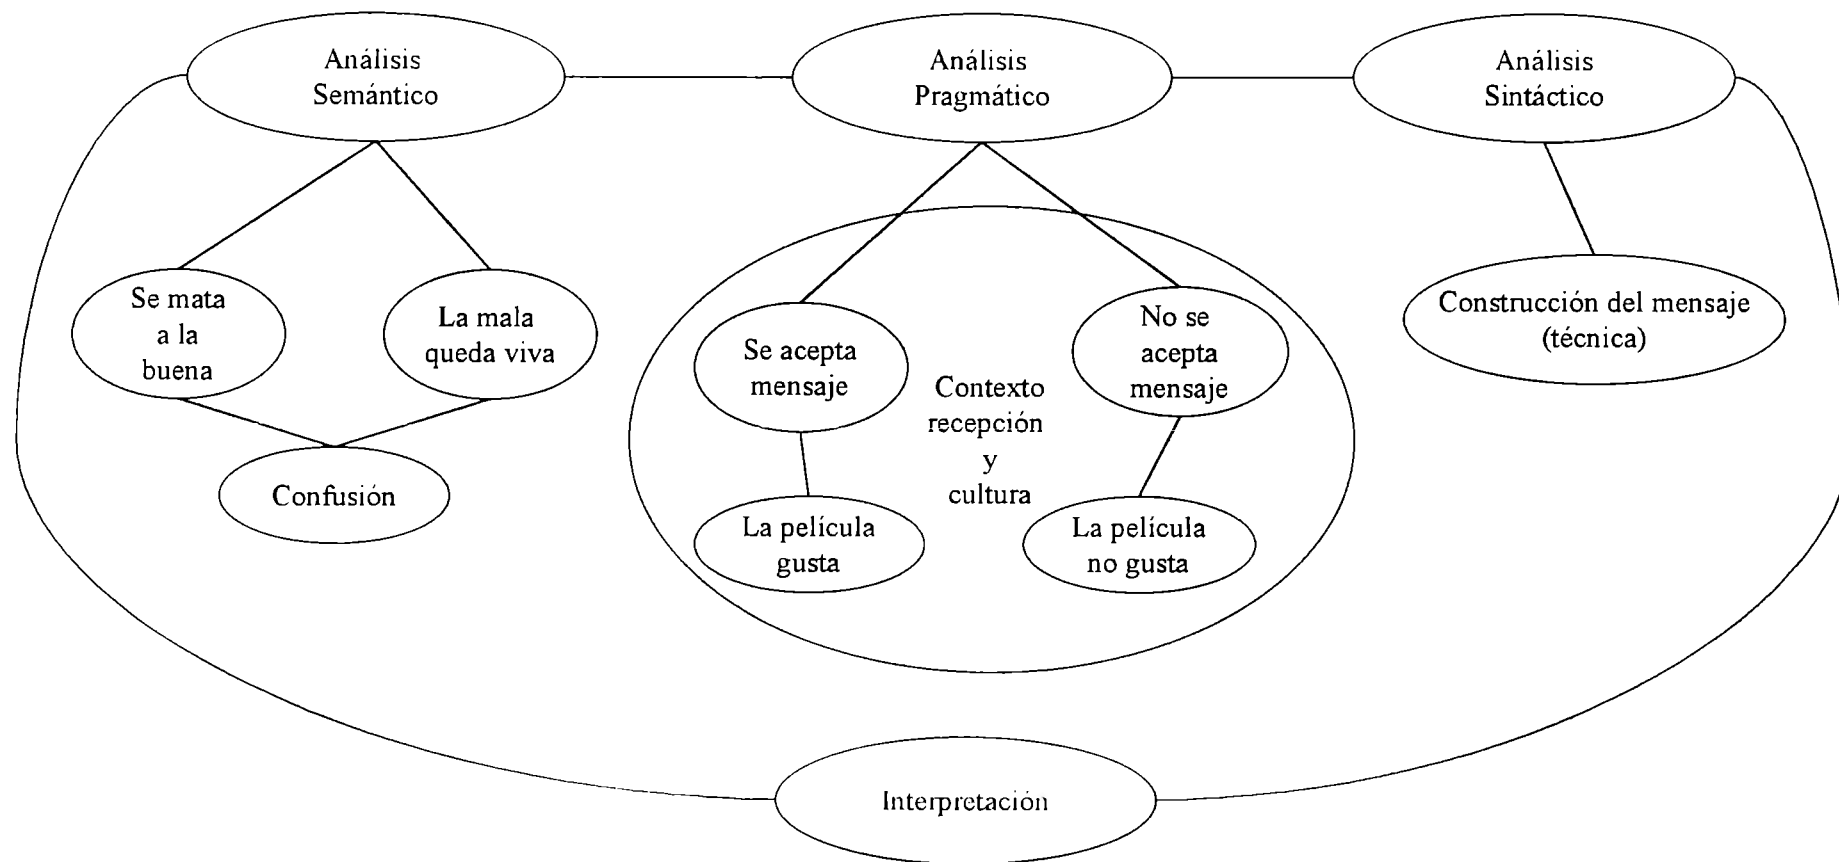 Análisis
Semántico
Análisis
Pragmático
Análisis
Sintáctico
Se mata
a la
buena
La mala
queda viva
Confusión
Se acepta
mensaje
No se
acepta
mensaje
Contexto
recepción
y
cultura
La película
gusta
La película
no gusta
Construcción del mensaje
(técnica)
Interpretación